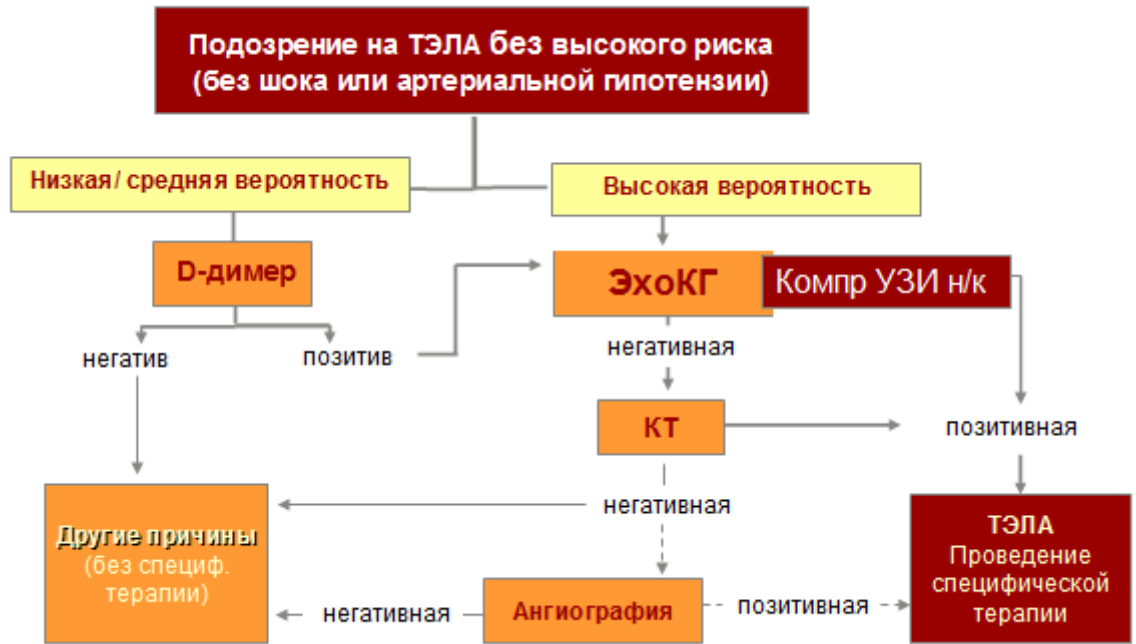 Подозрение на ТЭЛА без высокого риска
(без шока или артериальной гипотензии)
Низкая/ средняя вероятность
Высокая вероятность
D-димер
ЭхоКГ
Компр УЗИ н/к
негатив
позитив
негативная
КТ
позитивная
негативная
Другие причины
(без специф.
терапии)
ТЭЛА
Проведение
специфической
терапии
негативная
Ангиография
позитивная